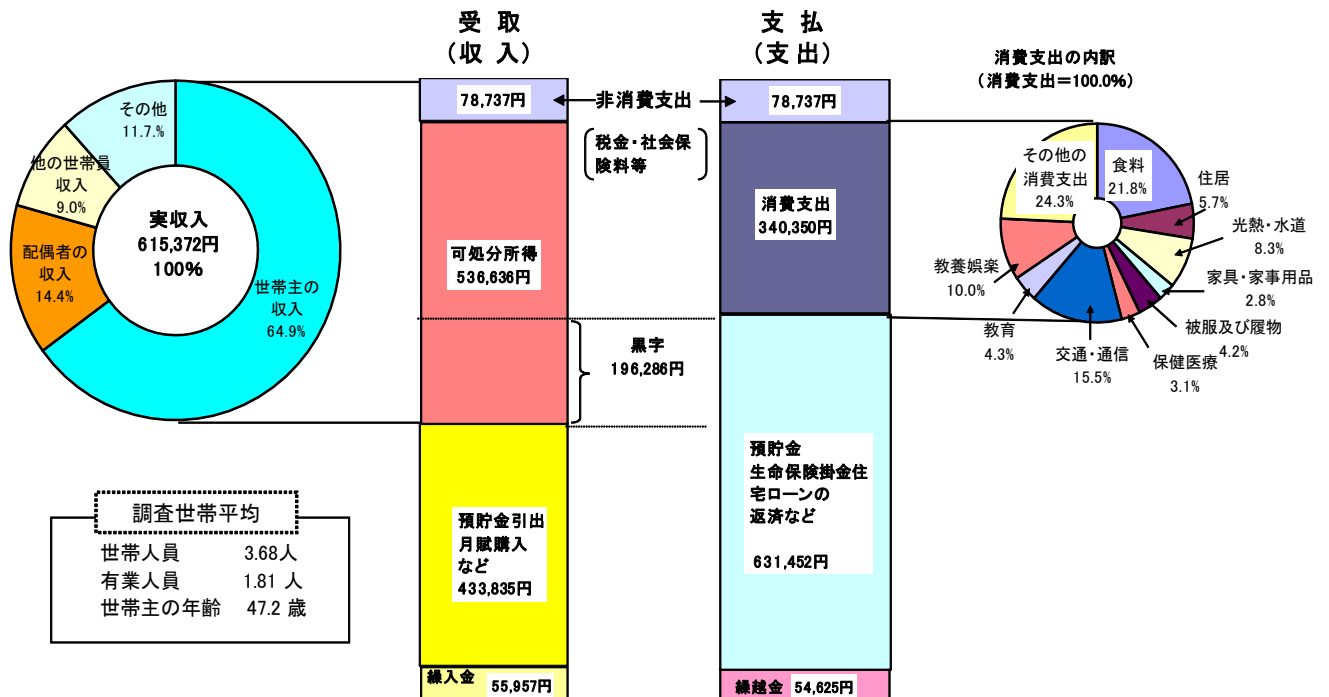 受 取
(収 入)
支 払
(支 出)
消費支出の内訳
(消費支出＝100.0%)
その他
11.7.%
他の世帯員
収入
9.0%
配偶者の
収入
14.4%
実収入
615,372円
100%
世帯主の
収入
64.9%
78,737円
非消費支出
税金・社会保
険料等
78,737円
可処分所得
536,636円
黒字
196,286円
消費支出
340,350円
その他の
消費支出
24.3%
食料
21.8%
住居
5.7%
光熱・水道
8.3%
家具・家事用品
2.8%
被服及び履物
4.2%
保健医療
3.1%
交通・通信
15.5%
教育
4.3%
教養娯楽
10.0%
預貯金引出
月賦購入
など
433,835円
預貯金
生命保険掛金住
宅ローンの
返済など
631,452円
繰入金 55,957円
繰越金 54,625円
調査世帯平均
世帯人員 3.68人
有業人員 1.81 人
世帯主の年齢 47.2 歳